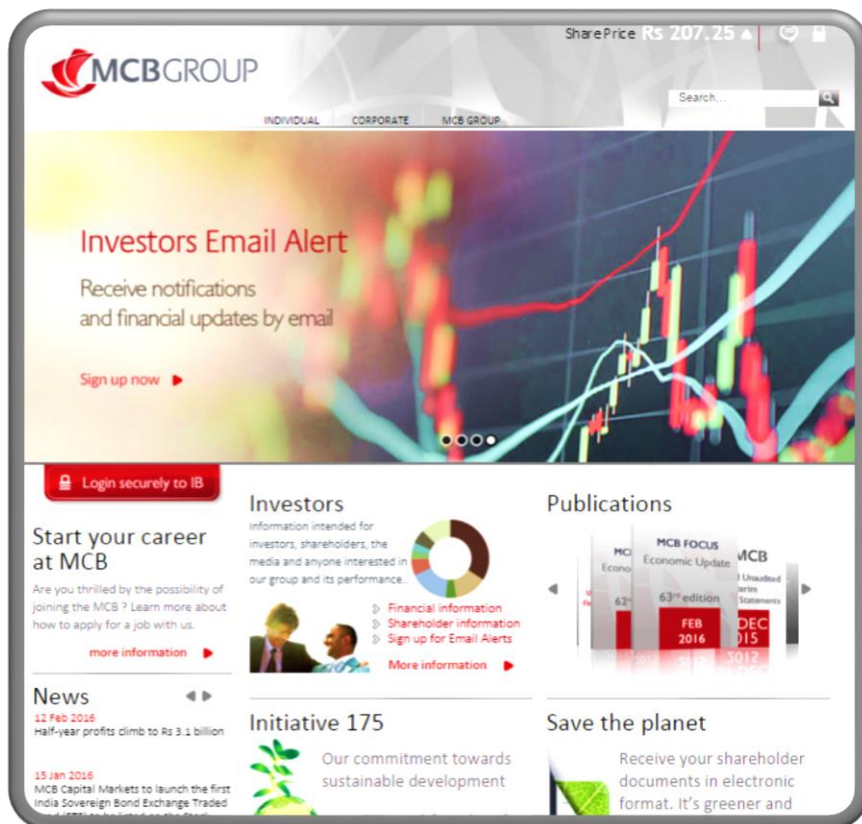 Share Price Rs 207.25
MCB GROUP
Search...
INDIVIDUAL CORPORATE MCB GROUP
Investors Email Alert
Receive notifications
and financial updates by email
Sign up now
Login securely to IB
Start your career
at MCB
Are you thrilled by the possibility of
joining the MCB ? Learn more about
how to apply for a job with us.
more information
News
12 Feb 2016
Half-year profits climb to Rs 3.1 billion
15 Jan 2016
MCB Capital Markets to launch the first
India Sovereign Bond Exchange Traded
Investors
Information intended for
investors, shareholders, the
media and anyone interested in
our group and its performance..
Financial information
Shareholder information
Sign up for Email Alerts
More information
Initiative 175
Our commitment towards
sustainable development
Publications
MCB FOCUS
Economic Update
63rd edition
FEB
2016
MCB
Unaudited
Statements
DEC
Save the planet
Receive your shareholder
documents in electronic
format. It's greener and